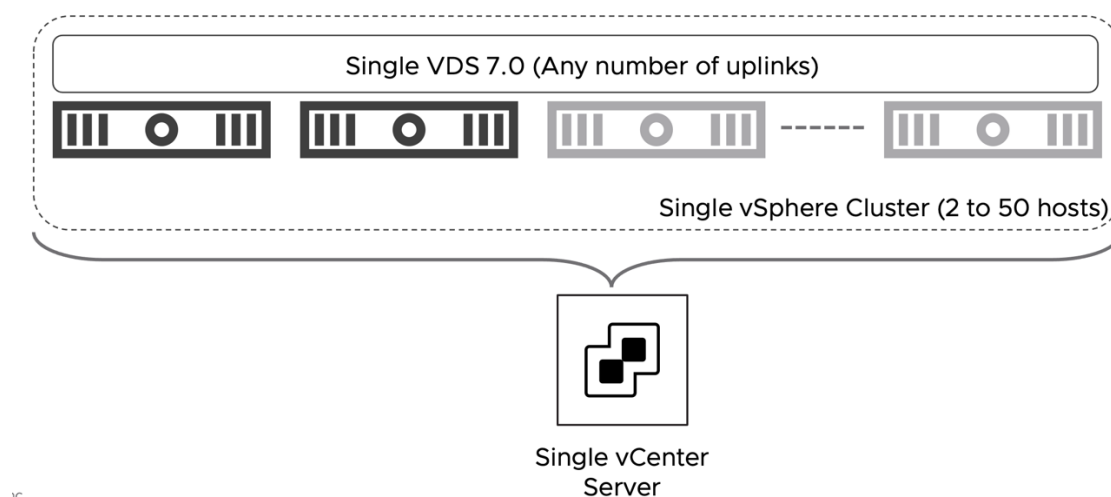 Single VDS 7.0 (Any number of uplinks)
Single vSphere Cluster (2 to 50 hosts)
Single vCenter
Server